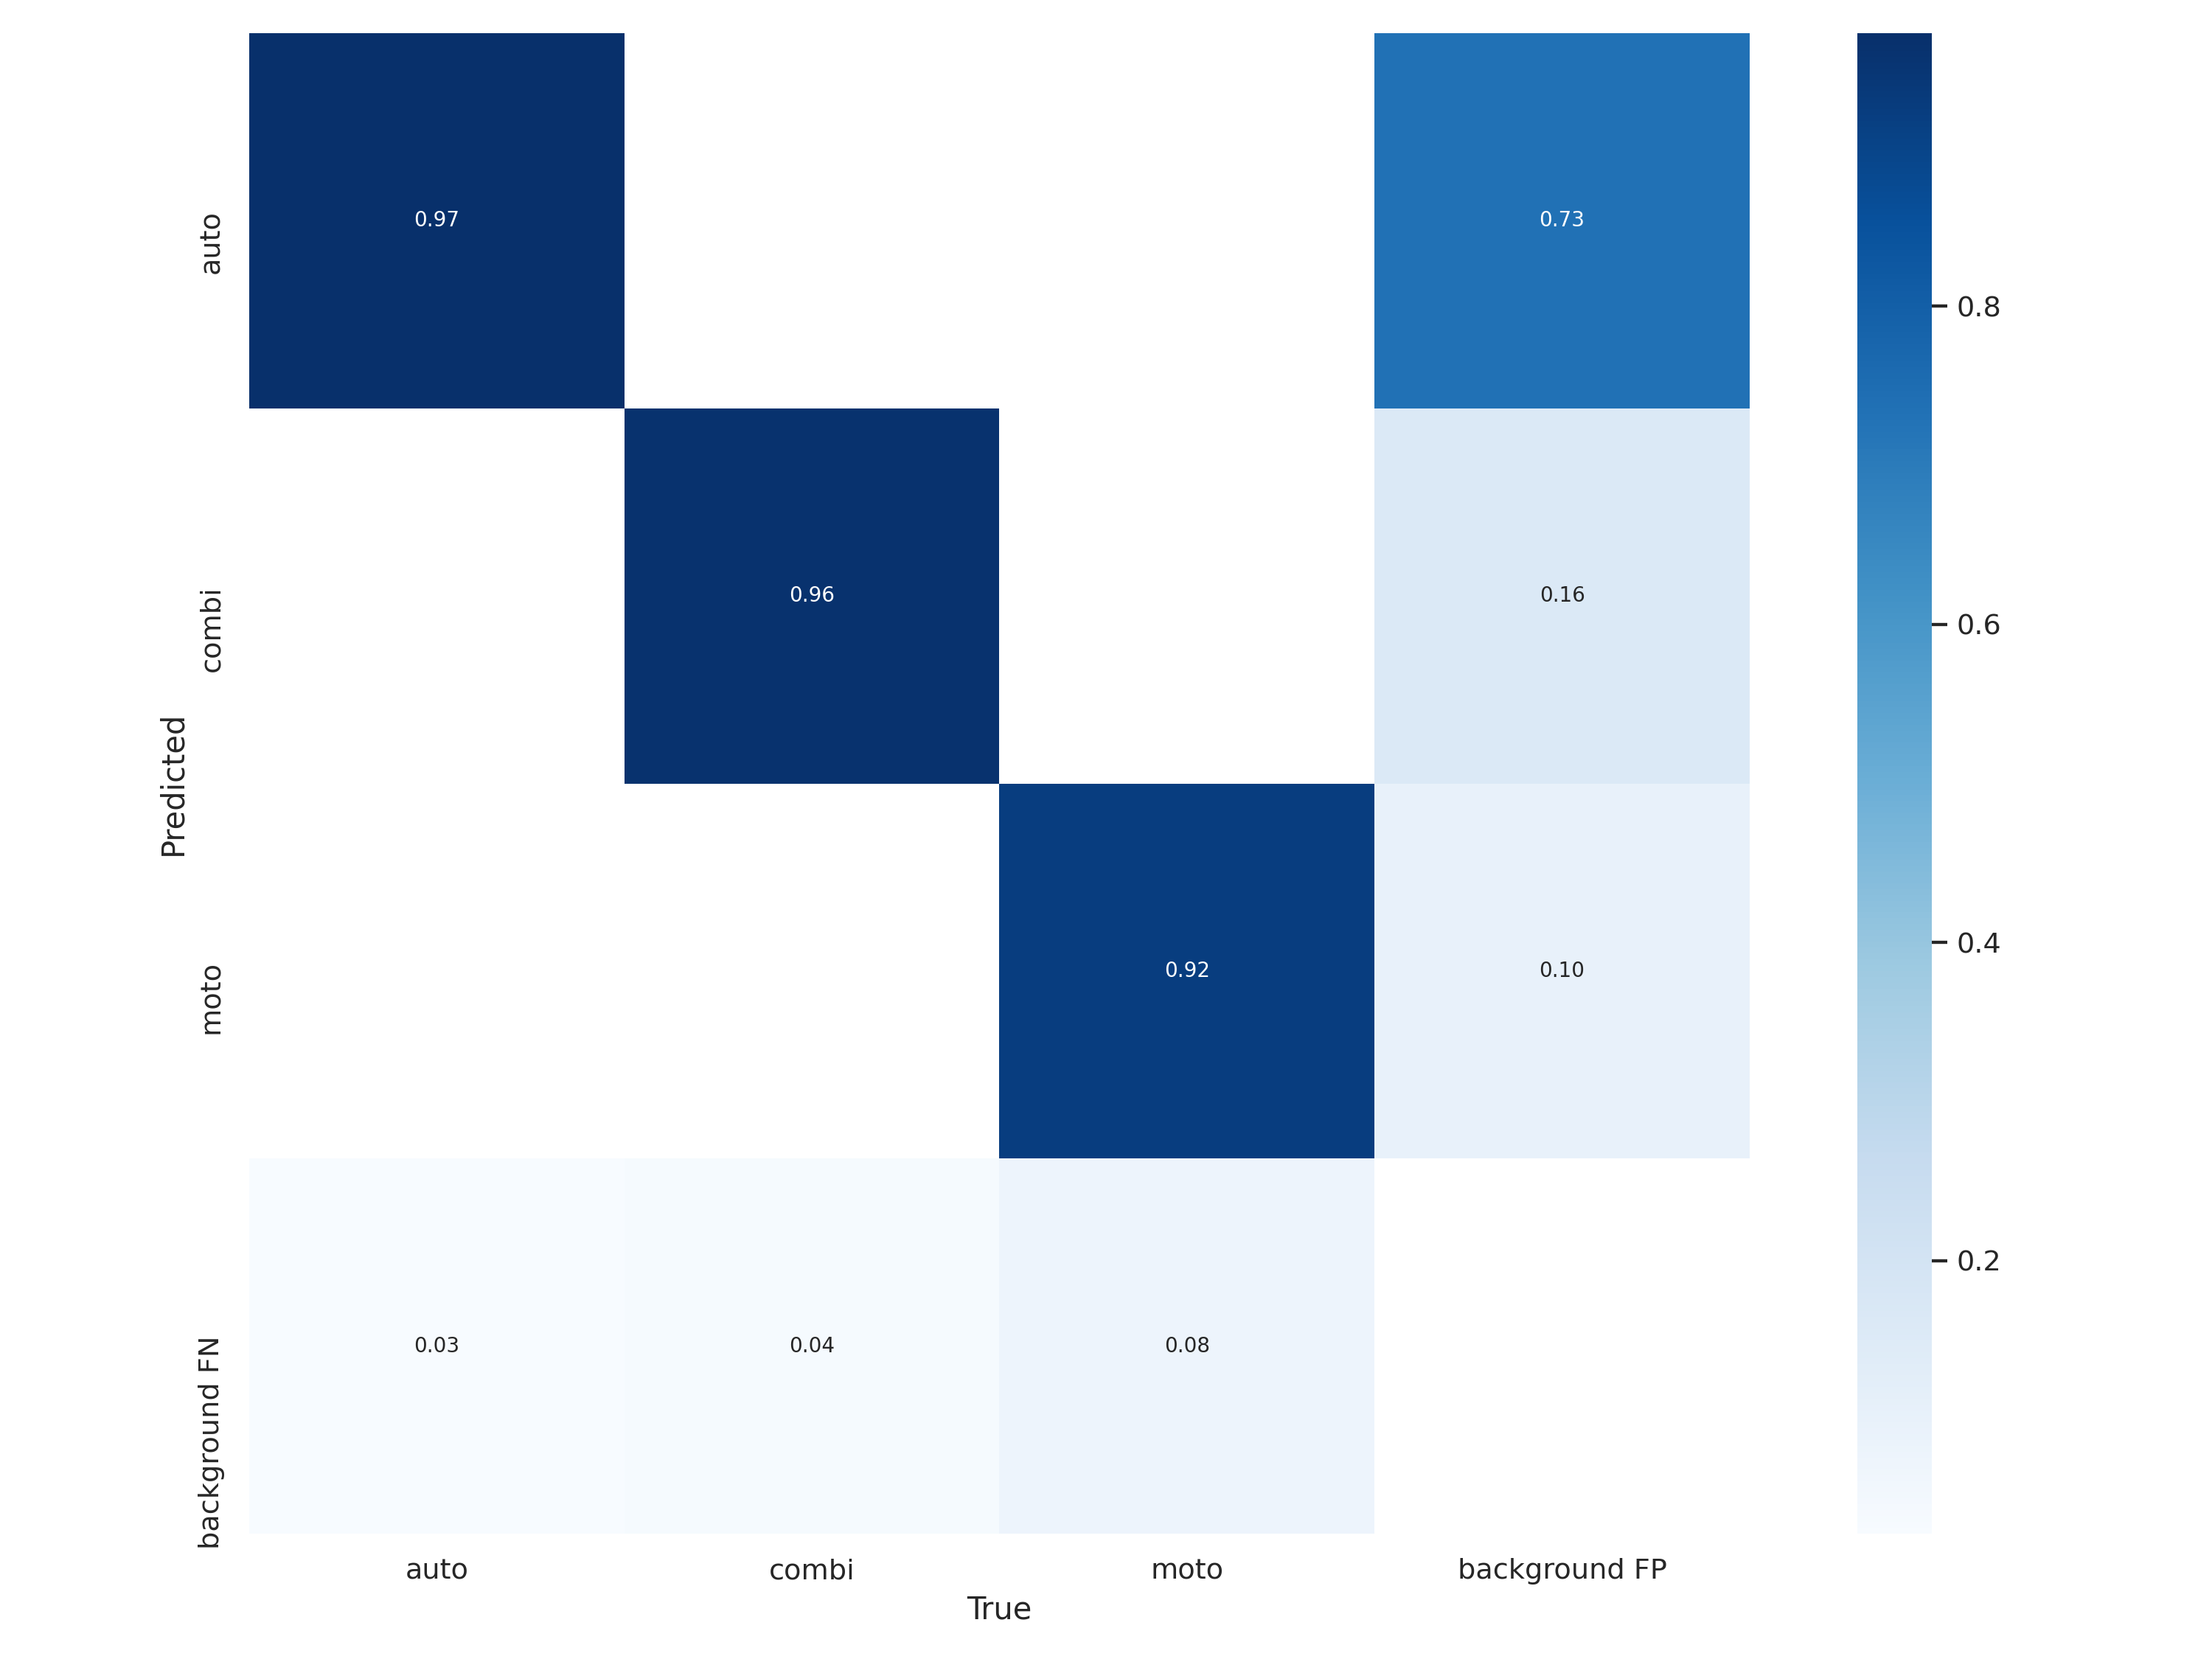 0.97 0.73
auto
0.8
combi
0.96 0.16
0.6
Predicted
moto
0.92 0.10
0.4
0.2
background FN
0.03 0.04 0.08
auto combi moto background FP
True